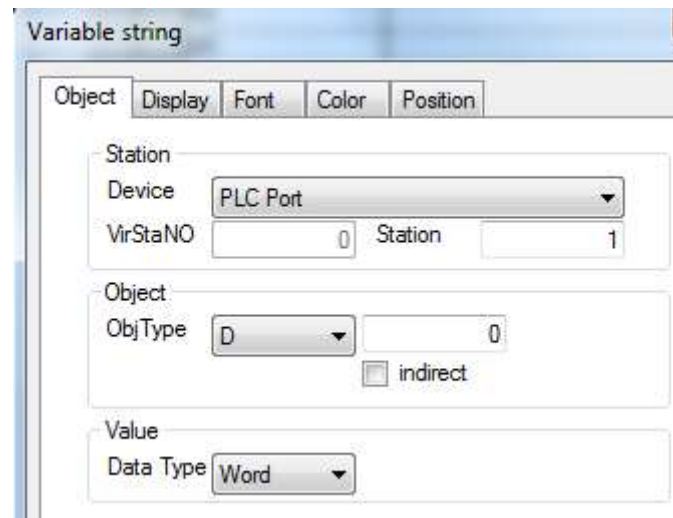 Variable string
Object Display Font Color Position
Station
Device PLC Port
VirStaNO 0 Station 1
Object
ObjType D 0
indirect
Value
Data Type Word